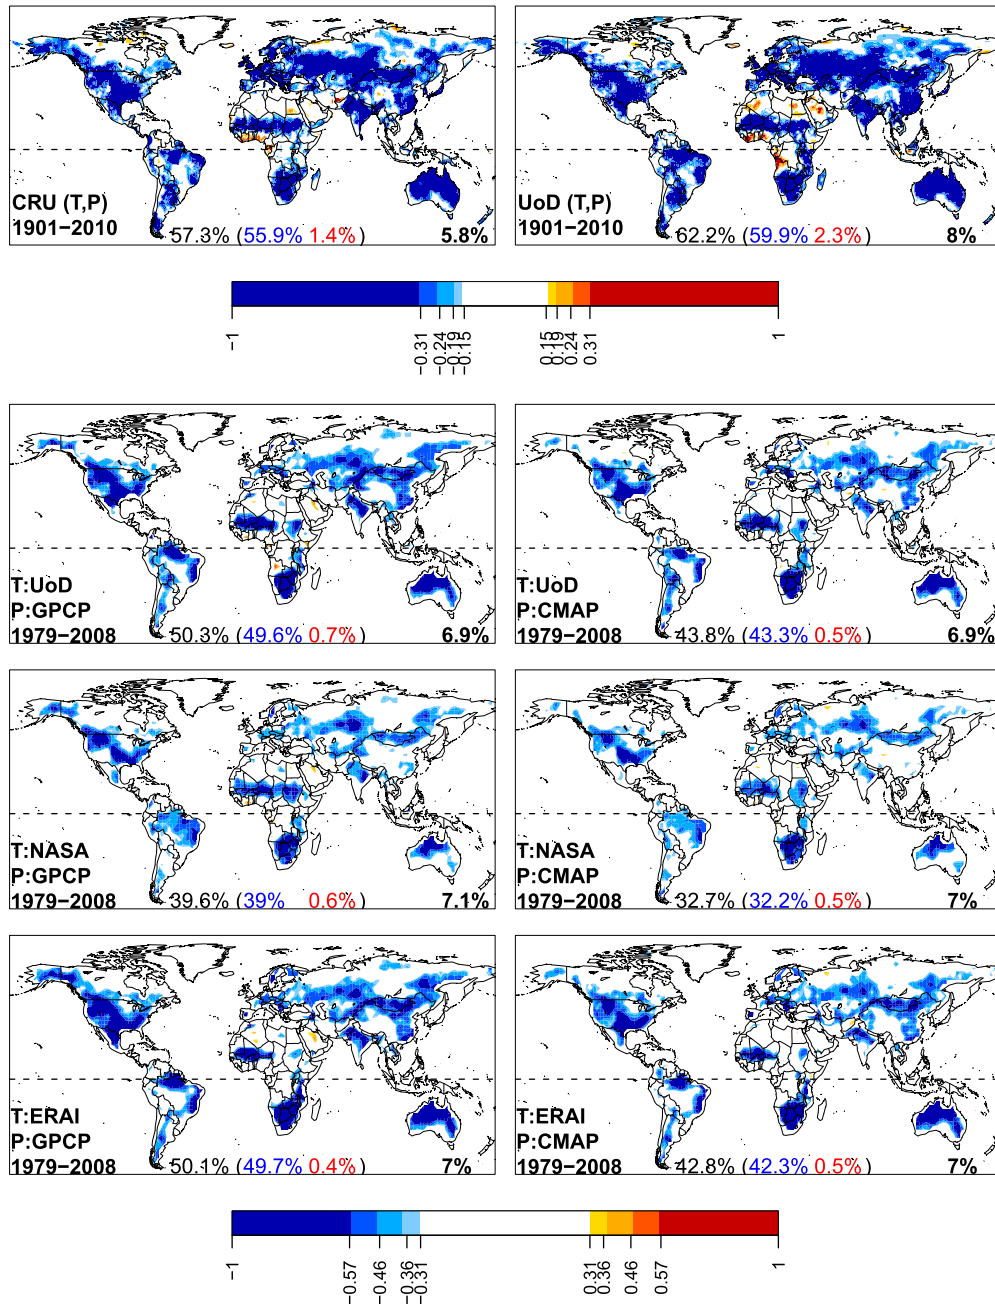 CRU (T,P)
1901−2010
57.3% (55.9% 1.4%)
5.8%
UoD (T,P)
1901−2010
62.2% (59.9% 2.3%)
8%
−1
−0.31
−0.24
−0.19
−0.15
0.15
0.19
0.24
0.31
1
T:UoD
P:GPCP
1979−2008
50.3% (49.6% 0.7%)
6.9%
T:UoD
P:CMAP
1979−2008
43.8% (43.3% 0.5%)
6.9%
T:NASA
P:GPCP
1979−2008
39.6% (39% 0.6%)
7.1%
T:NASA
P:CMAP
1979−2008
32.7% (32.2% 0.5%)
7%
T:ERAI
P:GPCP
1979−2008
50.1% (49.7% 0.4%)
7%
T:ERAI
P:CMAP
1979−2008
42.8% (42.3% 0.5%)
7%
−1
−0.57
−0.46
−0.36
−0.31
0.31
0.36
0.46
0.57
1